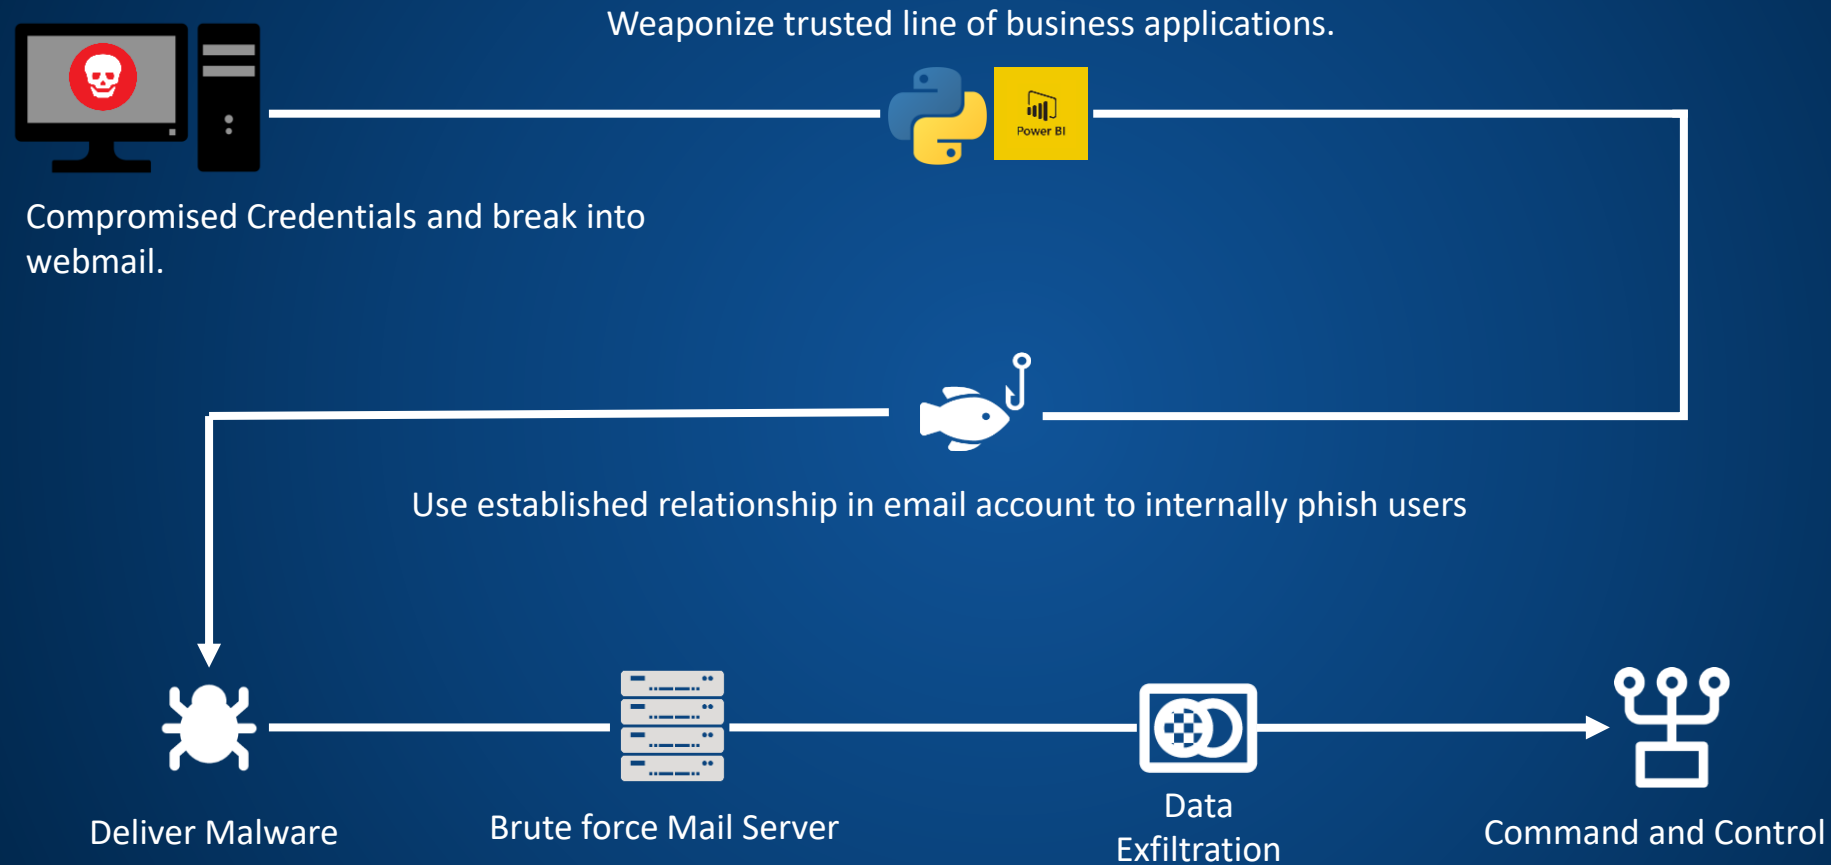 Weaponize trusted line of business applications.
Power BI
Compromised Credentials and break into
webmail.
Use established relationship in email account to internally phish users
Deliver Malware
Brute force Mail Server
Data
Exfiltration
Command and Control